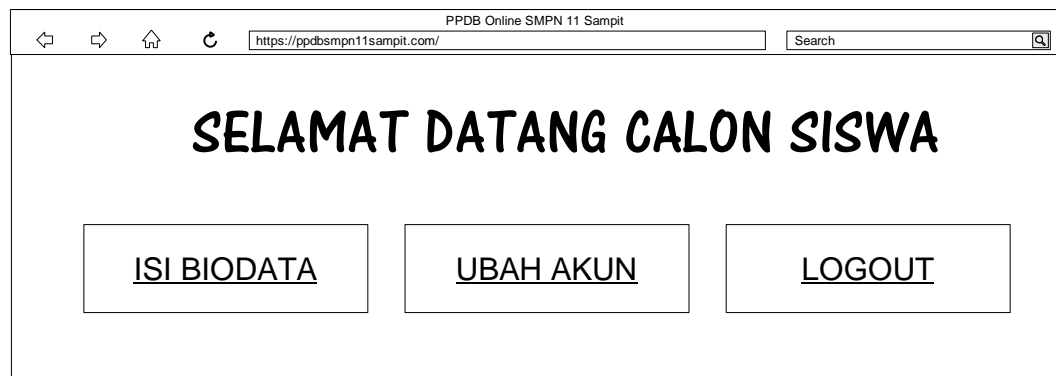 PPDB Online SMPN 11 Sampit
https://ppdbsmpn11sampit.com/ Search
SELAMAT DATANG CALON SISWA
ISI BIODATA UBAH AKUN LOGOUT